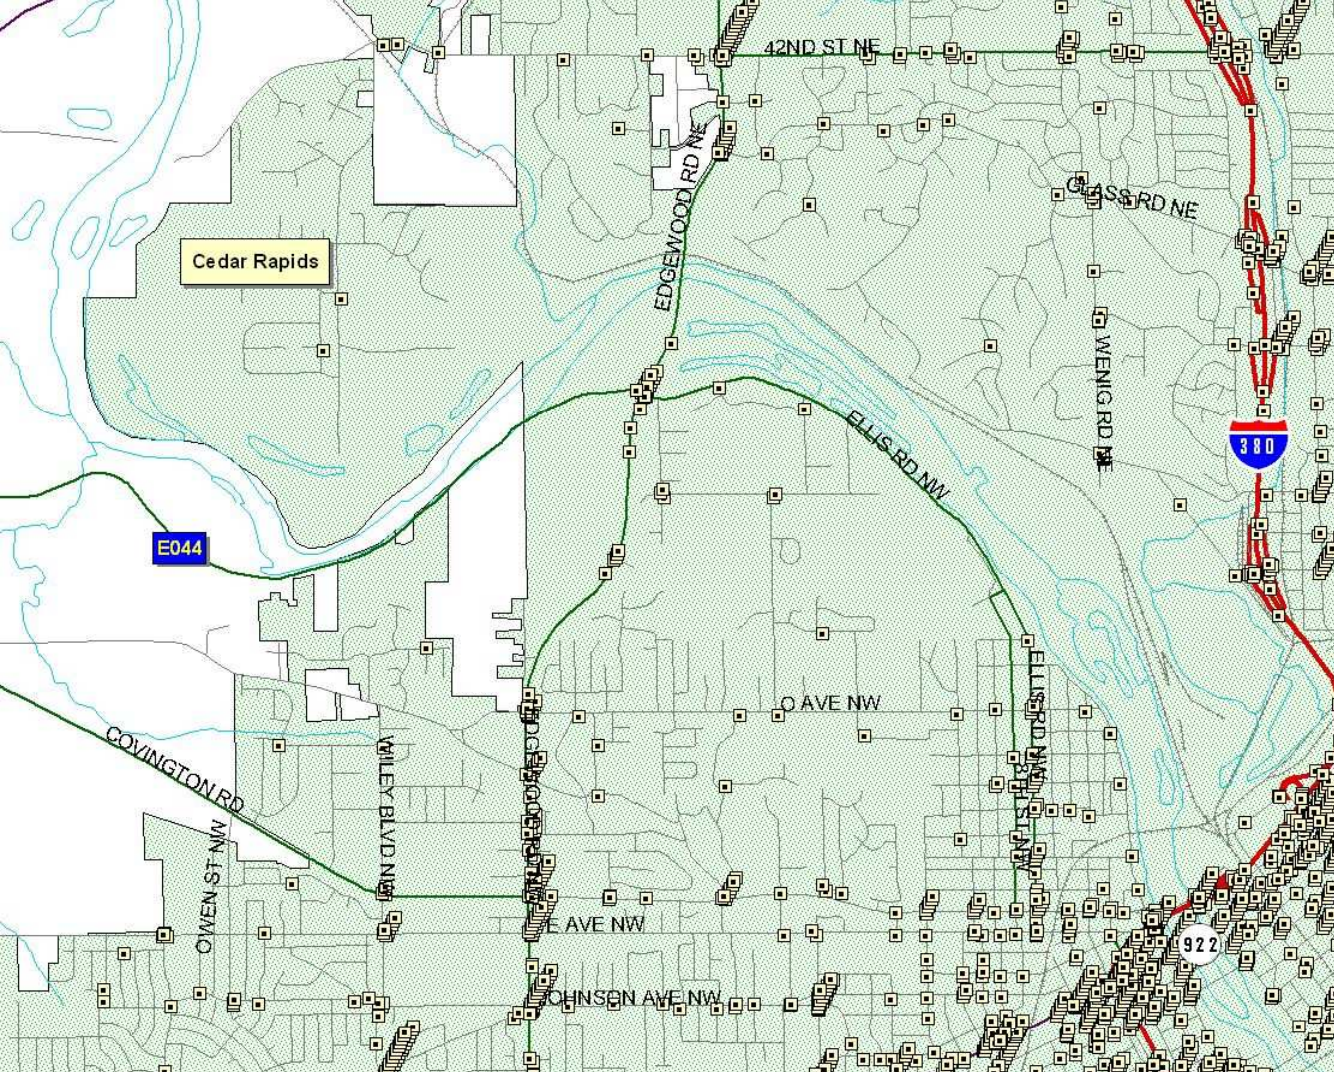 42ND ST NE
EDGEWOOD RD NE
GLASS RD NE
Cedar Rapids
WENIG RD NE
380
ELLIS RD NW
E044
ELLIS RD NW
O AVE NW
COVINGTON RD
WILEY BLVD NW
OWEN ST NW
E AVE NW
922
OHNSON AVE NW